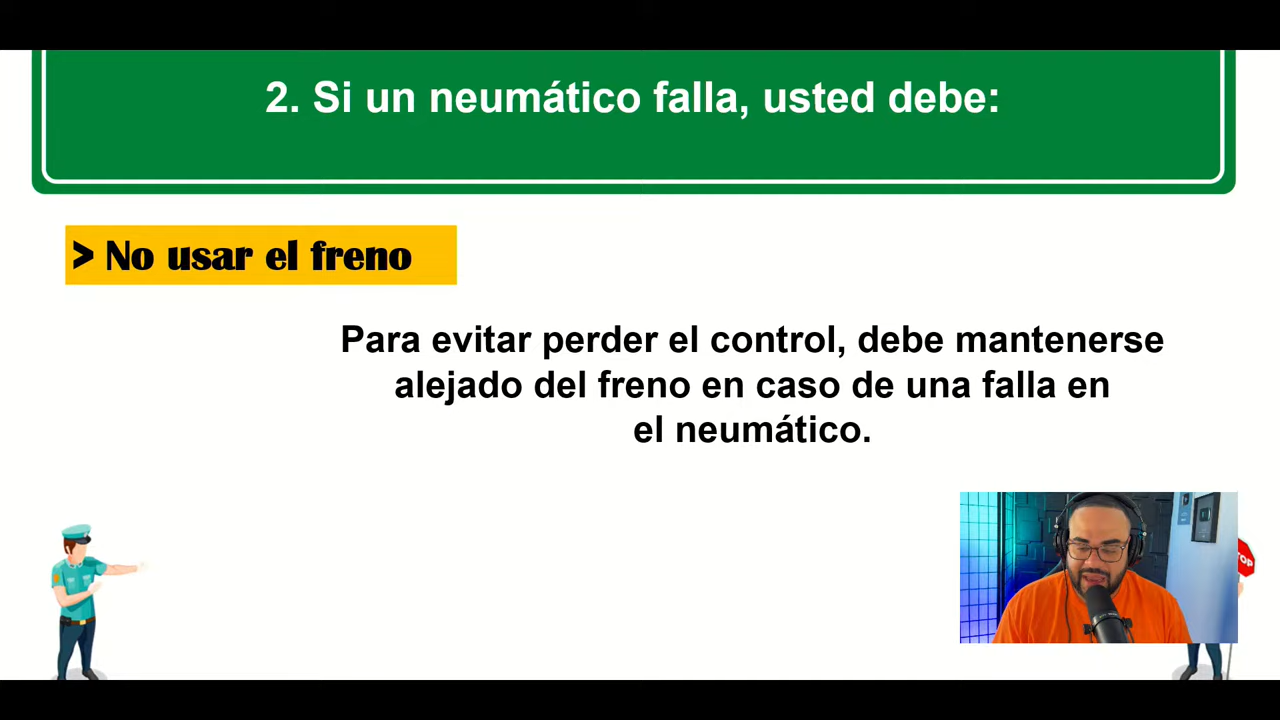 2. Si un neumático falla, usted debe:
> No usar el freno
Para evitar perder el control, debe mantenerse
alejado del freno en caso de una falla en
el neumático.
TOP